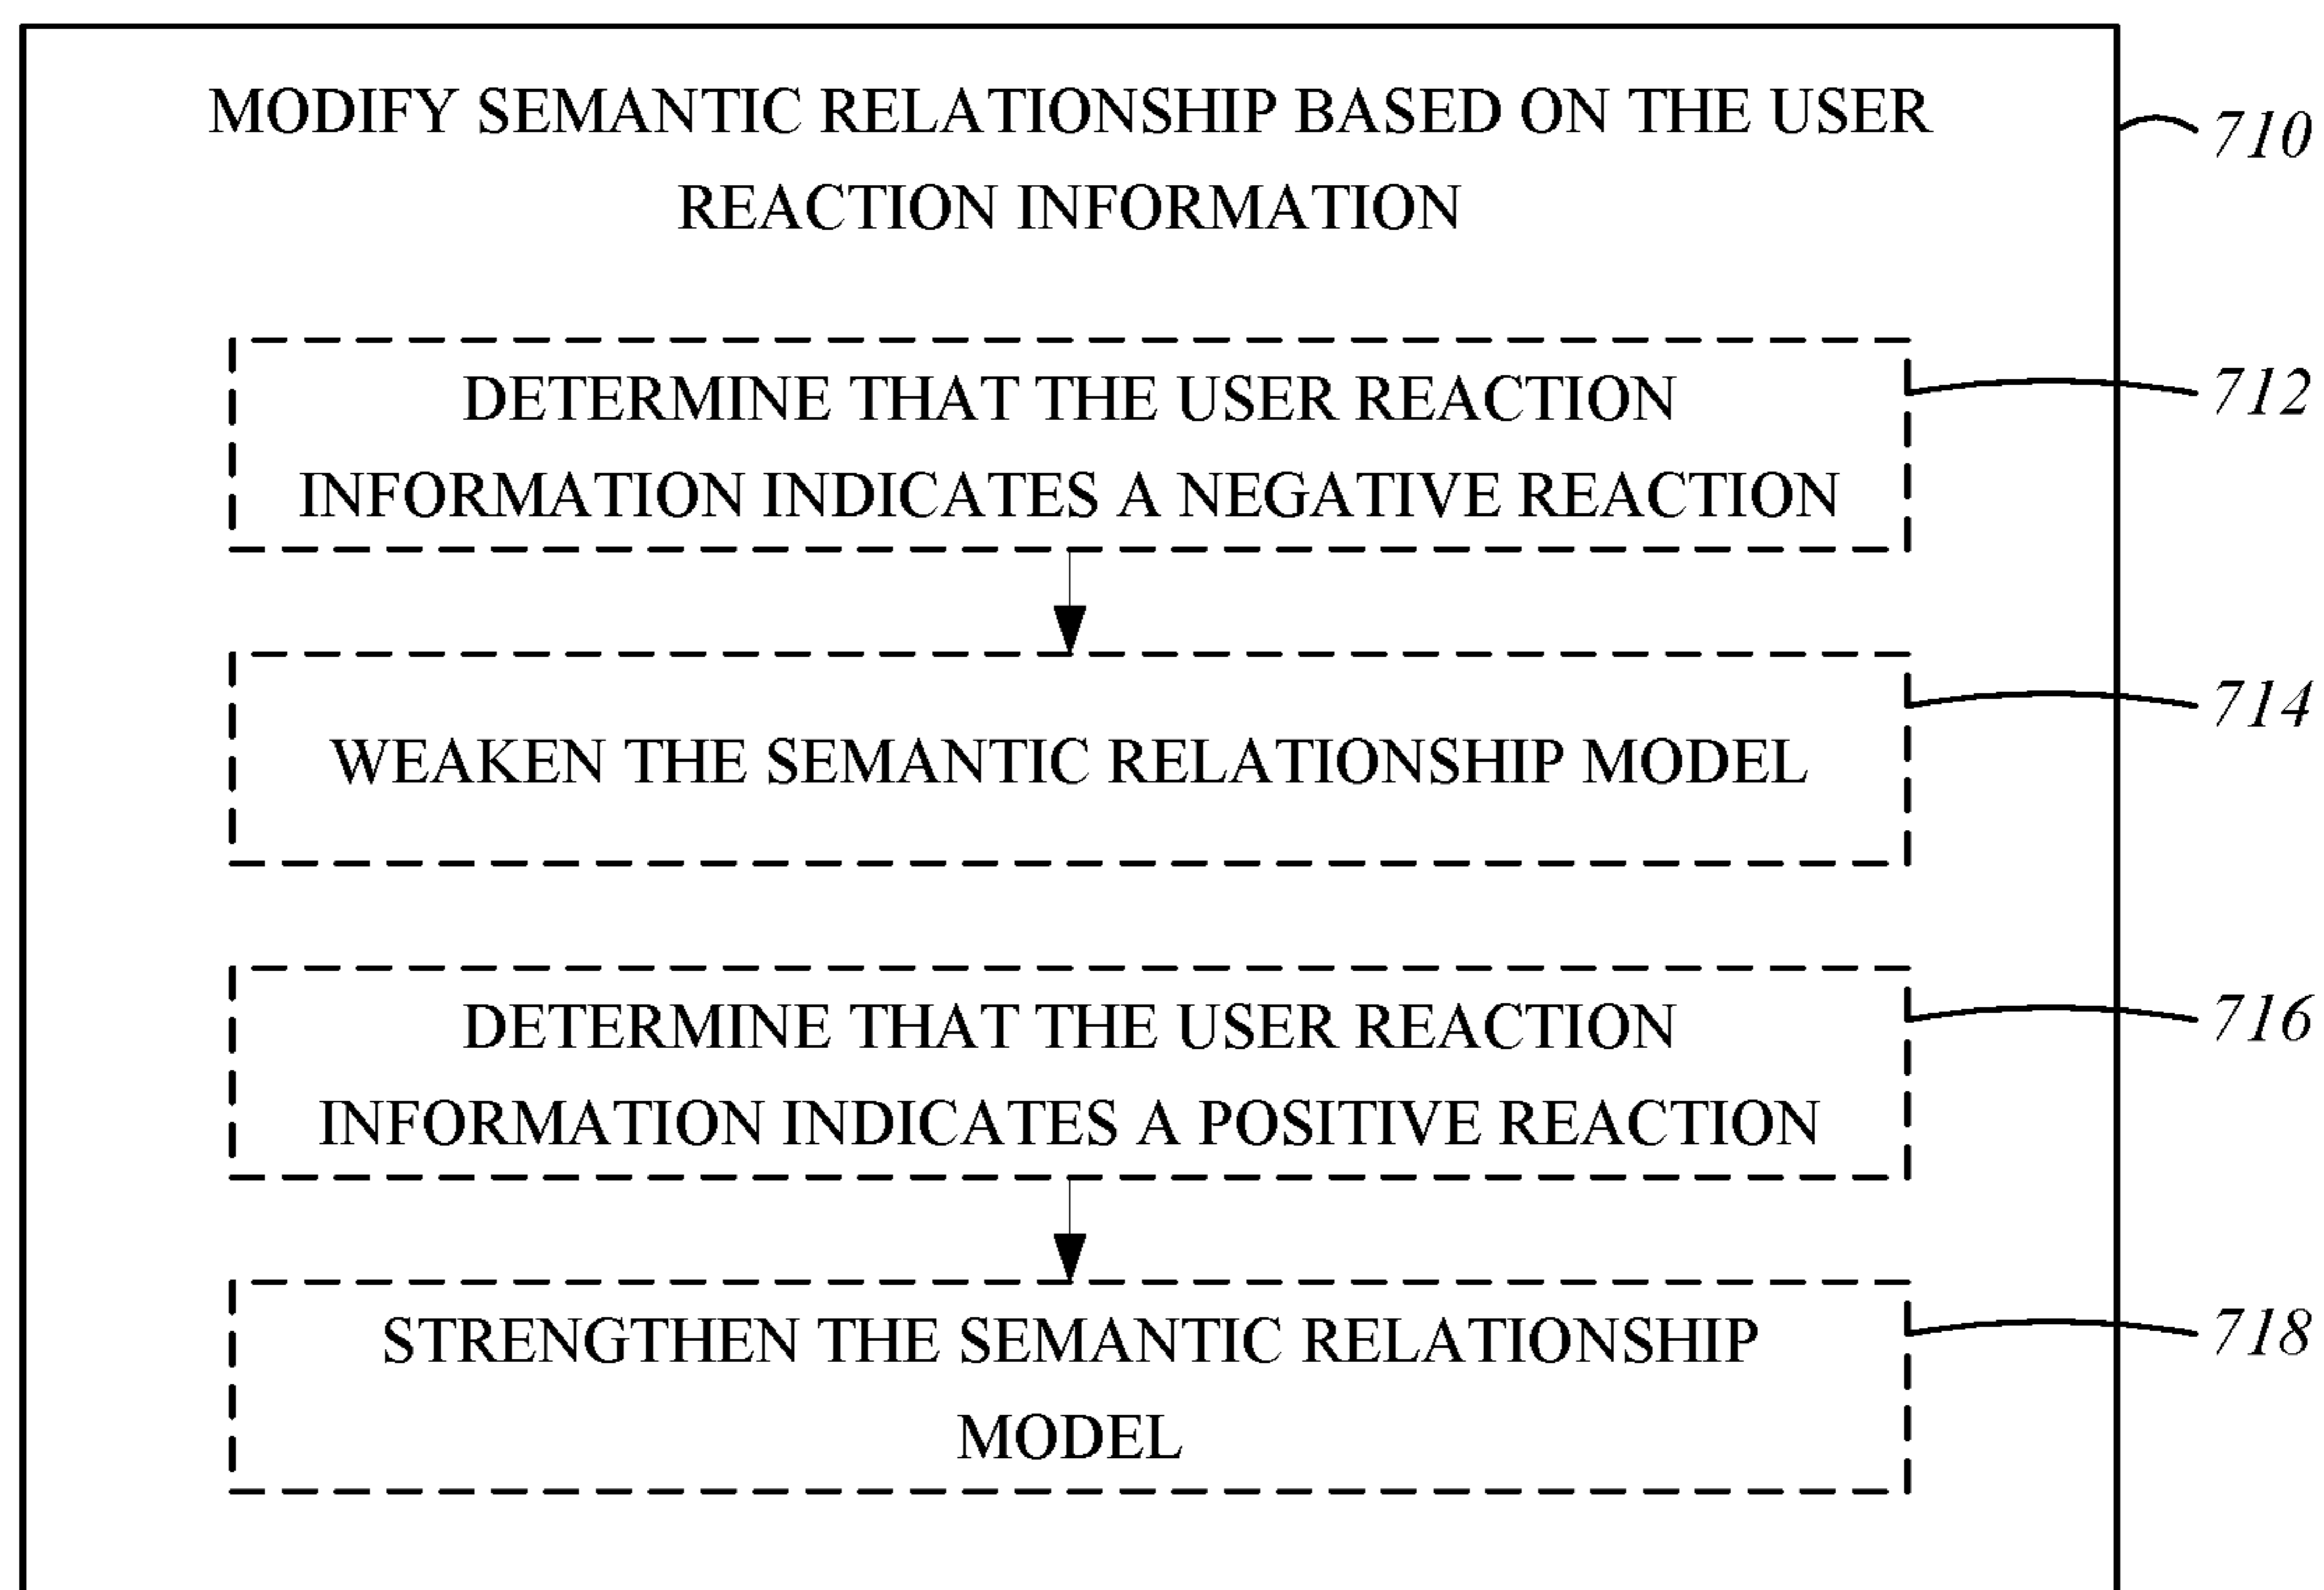 MODIFY SEMANTIC RELATIONSHIP BASED ON THE USER
REACTION INFORMATION
710
DETERMINE THAT THE USER REACTION
INFORMATION INDICATES A NEGATIVE REACTION
712
WEAKEN THE SEMANTIC RELATIONSHIP MODEL
714
DETERMINE THAT THE USER REACTION
INFORMATION INDICATES A POSITIVE REACTION
716
STRENGTHEN THE SEMANTIC RELATIONSHIP
MODEL
718